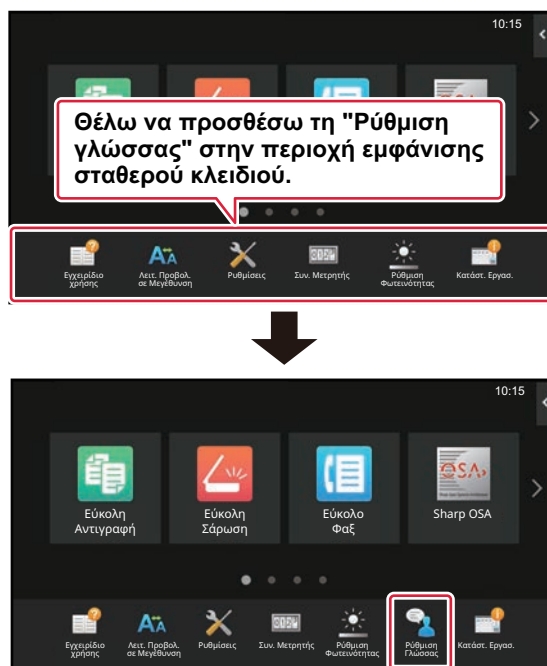 10:15
Θέλω να προσθέσω τη "Ρύθμιση
γλώσσας" στην περιοχή εμφάνισης
σταθερού κλειδιού.
Εγχειρίδιο
χρήσης
Λειτ. Προβολ.
σε Μεγέθυνση
Ρυθμίσεις
Συν. Μετρητής
Ρύθμιση
Φωτεινότητας
Κατάστ. Εργασ.
10:15
Εύκολη
Αντιγραφή
Εύκολη
Σάρωση
Εύκολο
Φαξ
Sharp OSA
Εγχειρίδιο
χρήσης
Λειτ. Προβολ.
σε Μεγέθυνση
Ρυθμίσεις
Συν. Μετρητής
Ρύθμιση
Φωτεινότητας
Ρύθμιση
Γλώσσας
Κατάστ. Εργασ.